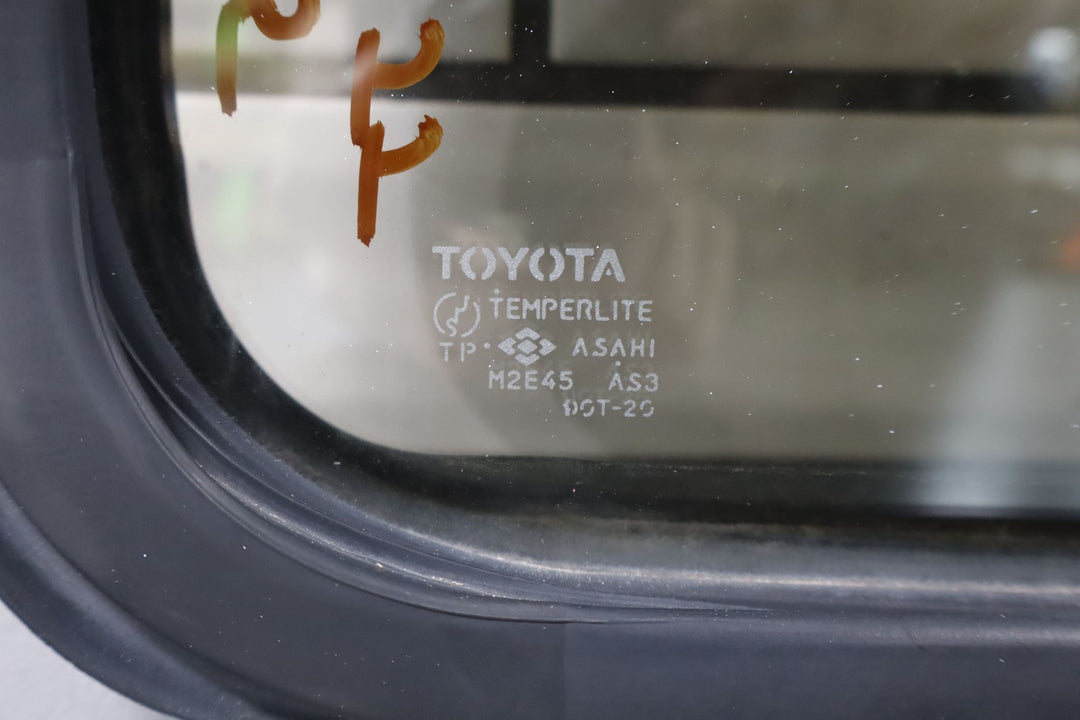 TOYOTA
TEMPERLITE
TP ASAHI
M2E45 AS3
DOT-20